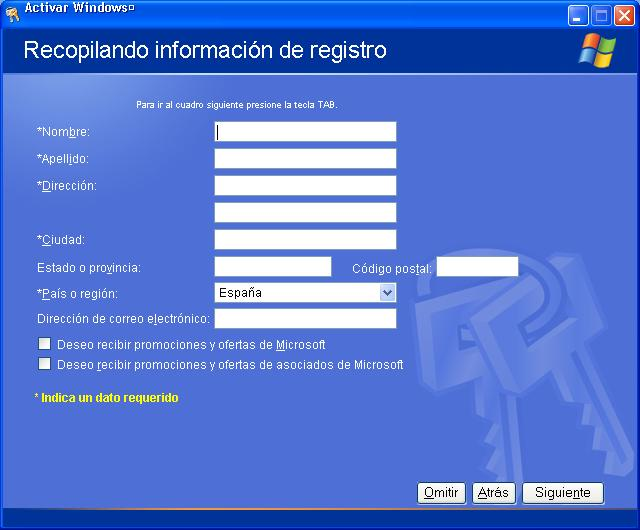 Activar Windows¤
Recopilando información de registro
Para ir al cuadro siguiente presione la tecla TAB.
*Nombre:
*Apellido:
*Dirección:
*Ciudad:
Estado o provincia: Código postal:
*País o región: España
Dirección de correo electrónico:
Deseo recibir promociones y ofertas de Microsoft
Deseo recibir promociones y ofertas de asociados de Microsoft
* Indica un dato requerido
Omitir Atrás Siguiente